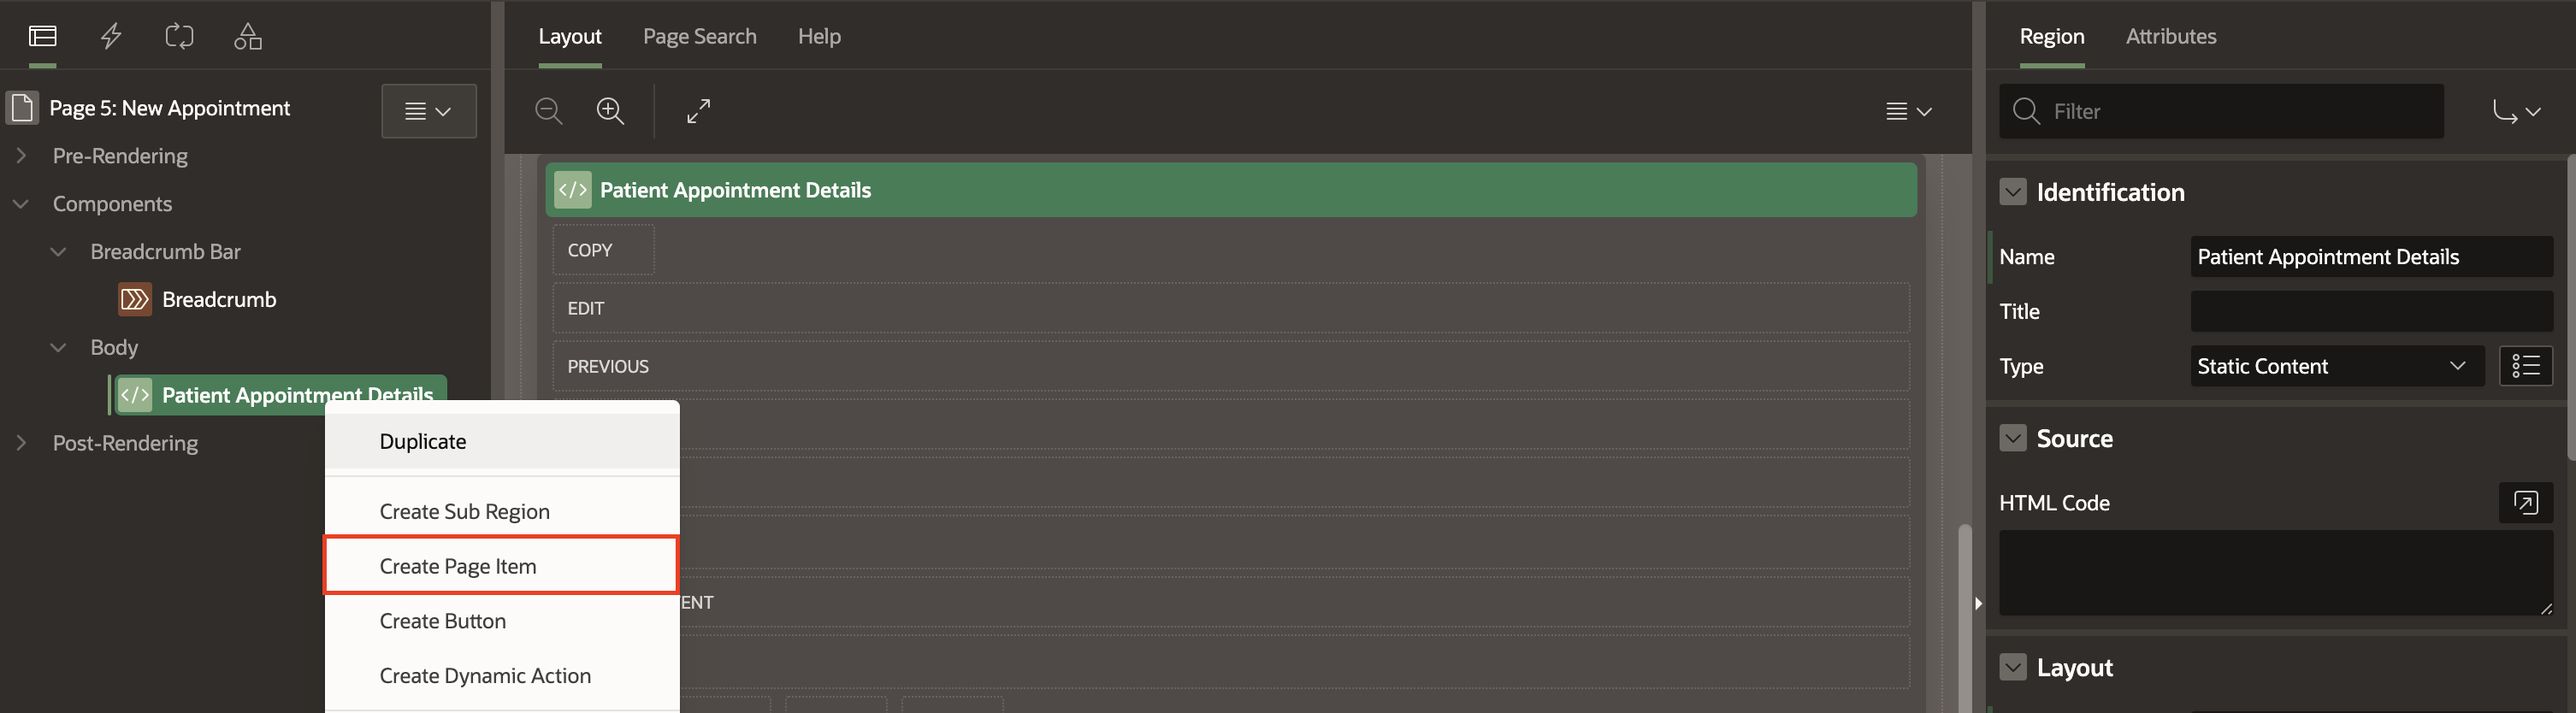 Layout
Page Search
Help
Region
Attributes
Page 5: New Appointment
Filter
Pre-Rendering
Components
Breadcrumb Bar
Breadcrumb
Body
</> Patient Appointment Details
Post-Rendering
Duplicate
Create Sub Region
Create Page Item
Create Button
Create Dynamic Action
</> Patient Appointment Details
COPY
EDIT
PREVIOUS
ENT
Identification
Name Patient Appointment Details
Title
Type Static Content
Source
HTML Code
Layout